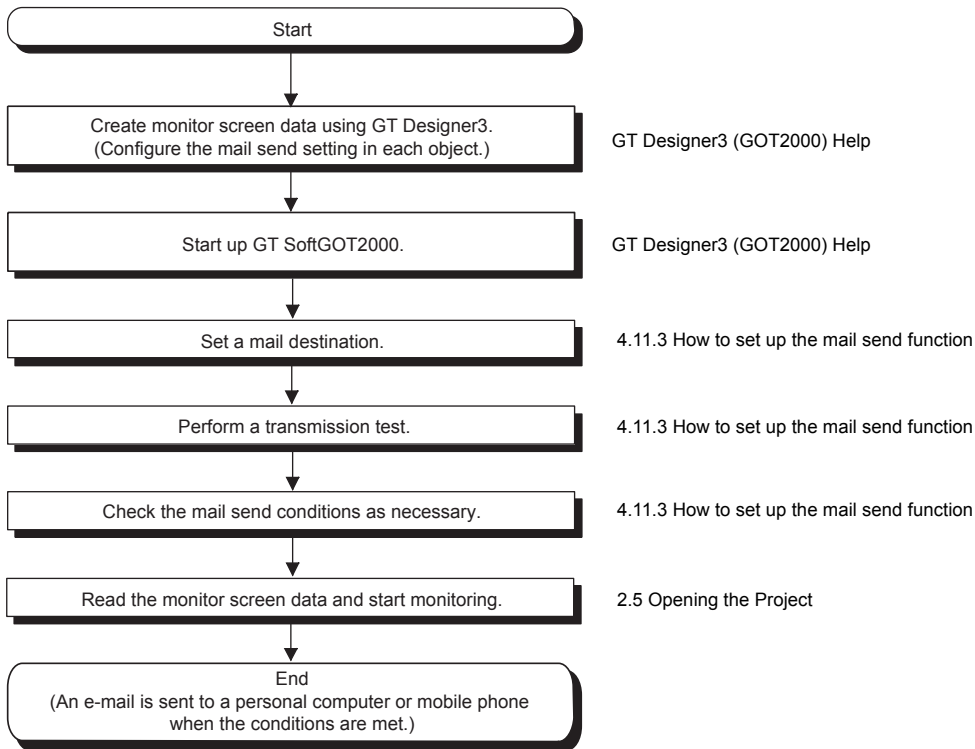 Start
Create monitor screen data using GT Designer3.
(Configure the mail send setting in each object.)
GT Designer3 (GOT2000) Help
Start up GT SoftGOT2000.
GT Designer3 (GOT2000) Help
Set a mail destination.
4.11.3 How to set up the mail send function
Perform a transmission test.
4.11.3 How to set up the mail send function
Check the mail send conditions as necessary.
4.11.3 How to set up the mail send function
Read the monitor screen data and start monitoring.
2.5 Opening the Project
End
(An e-mail is sent to a personal computer or mobile phone
when the conditions are met.)